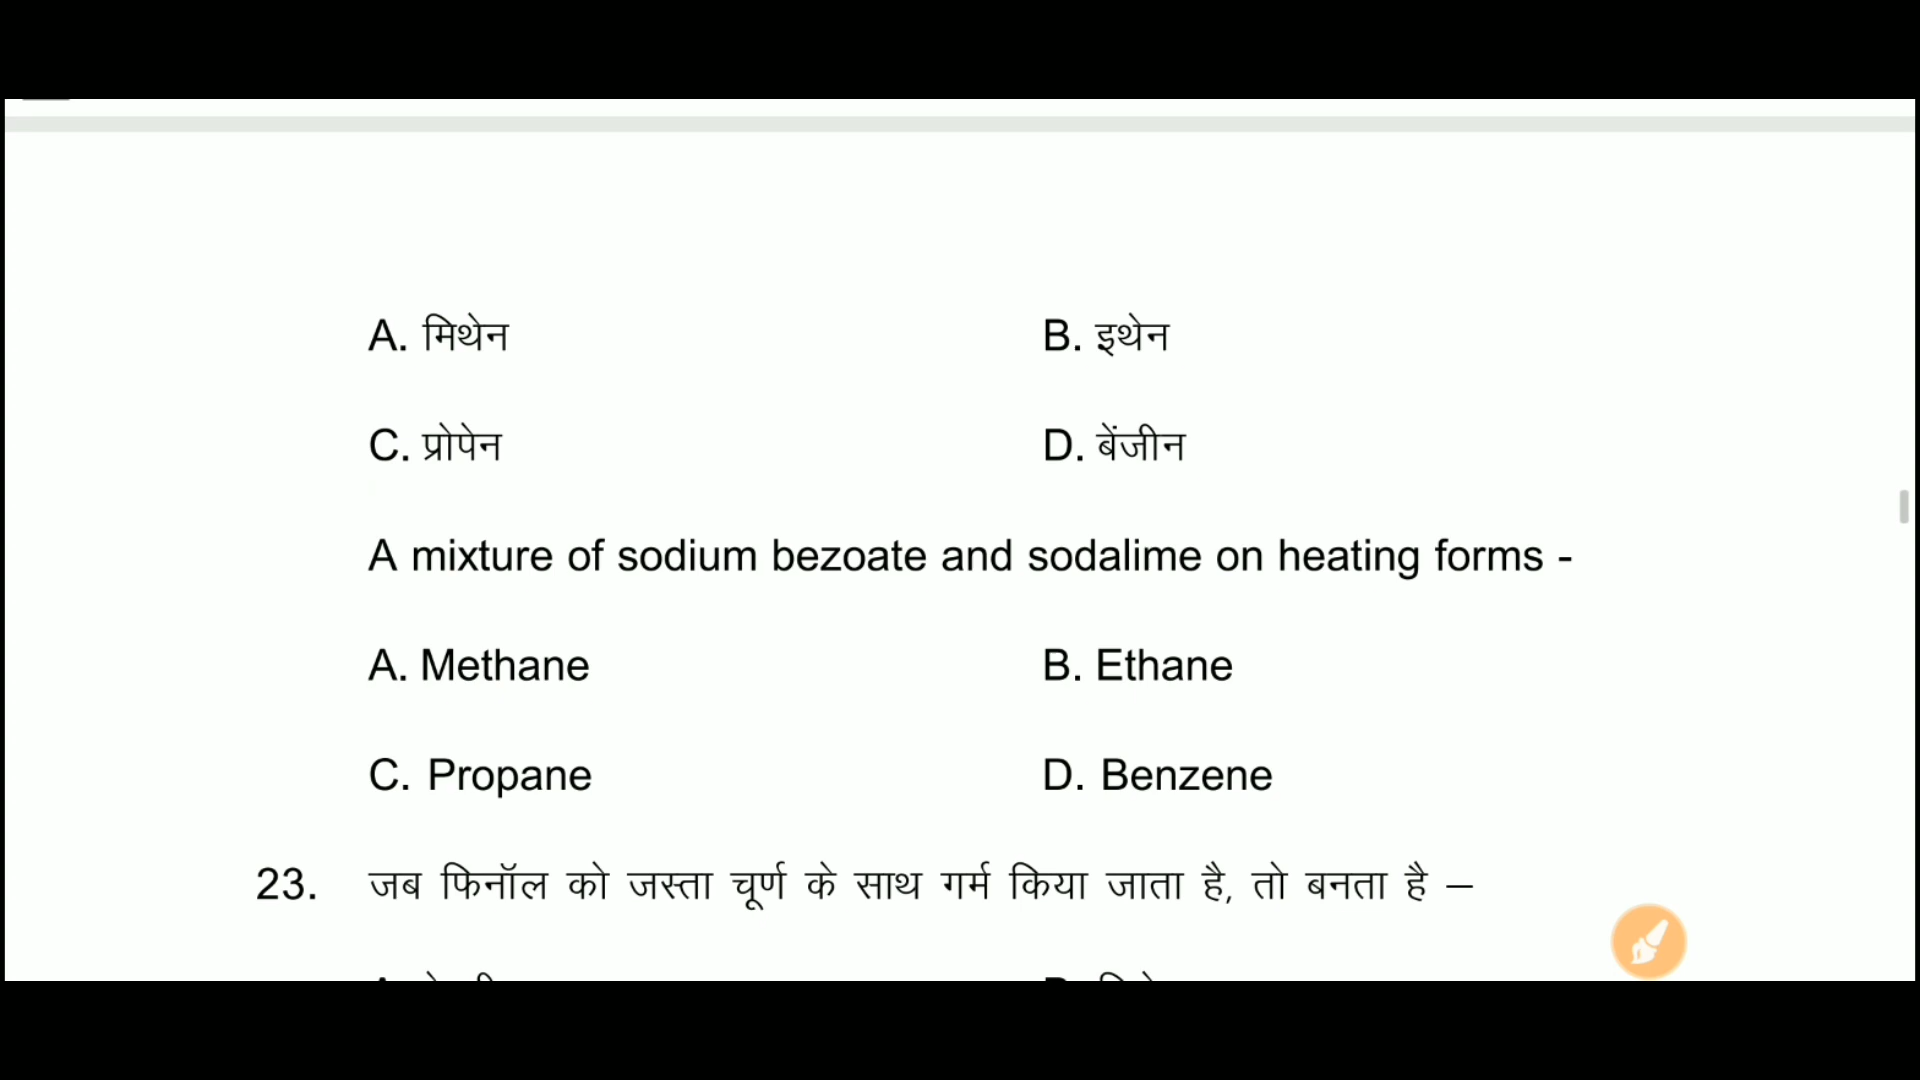 A. मिथेन B. इथेन
C. प्रोपेन D. बेंजीन
A mixture of sodium bezoate and sodalime on heating forms -
A. Methane B. Ethane
C. Propane D. Benzene
23. जब फिनॉल को जस्ता चूर्ण के साथ गर्म किया जाता है, तो बनता है –